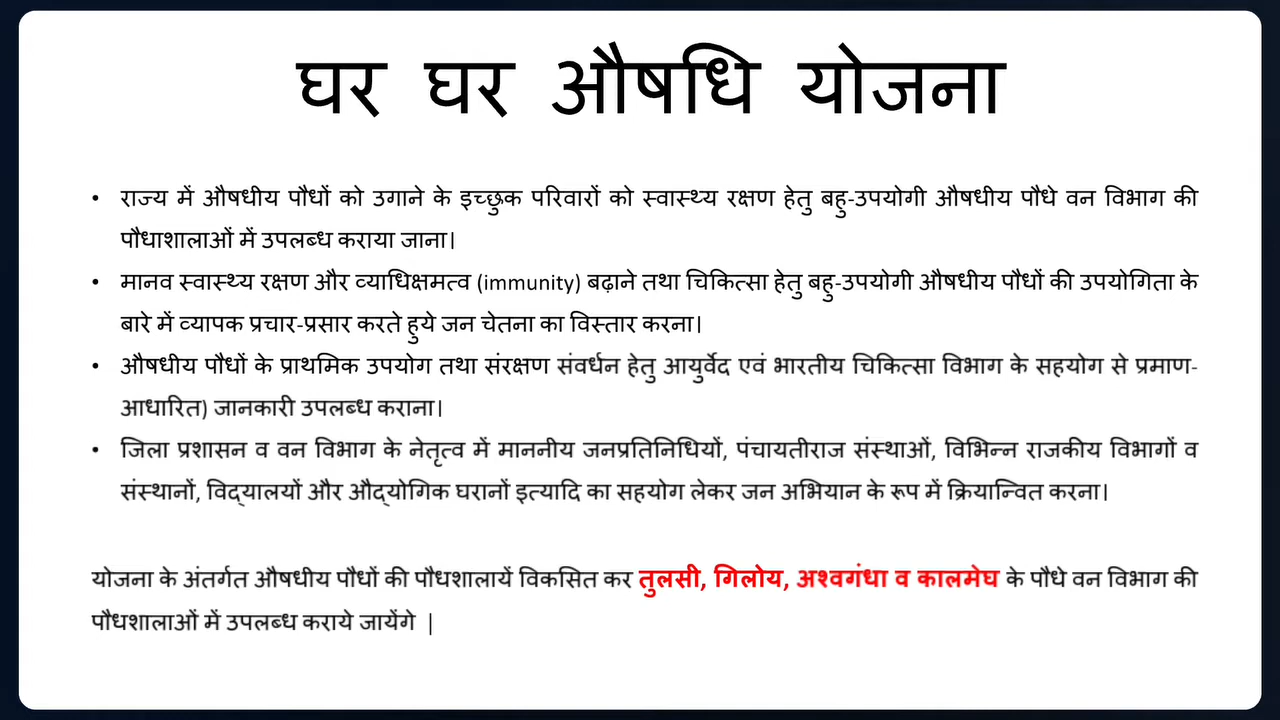 घर घर औषधि योजना
• राज्य में औषधीय पौधों को उगाने के इच्छुक परिवारों को स्वास्थ्य रक्षण हेतु बहु-उपयोगी औषधीय पौधे वन विभाग की
पौधाशालाओं में उपलब्ध कराया जाना।
• मानव स्वास्थ्य रक्षण और व्याधिक्षमत्व (immunity) बढ़ाने तथा चिकित्सा हेतु बहु-उपयोगी औषधीय पौधों की उपयोगिता के
बारे में व्यापक प्रचार-प्रसार करते हुये जन चेतना का विस्तार करना।
• औषधीय पौधों के प्राथमिक उपयोग तथा संरक्षण संवर्धन हेतु आयुर्वेद एवं भारतीय चिकित्सा विभाग के सहयोग से प्रमाण-
आधारित) जानकारी उपलब्ध कराना।
• जिला प्रशासन व वन विभाग के नेतृत्व में माननीय जनप्रतिनिधियों, पंचायतीराज संस्थाओं, विभिन्न राजकीय विभागों व
संस्थानों, विद्यालयों और औद्योगिक घरानों इत्यादि का सहयोग लेकर जन अभियान के रूप में क्रियान्वित करना।
योजना के अंतर्गत औषधीय पौधों की पौधशालायें विकसित कर तुलसी, गिलोय, अश्वगंधा व कालमेघ के पौधे वन विभाग की
पौधशालाओं में उपलब्ध कराये जायेंगे |